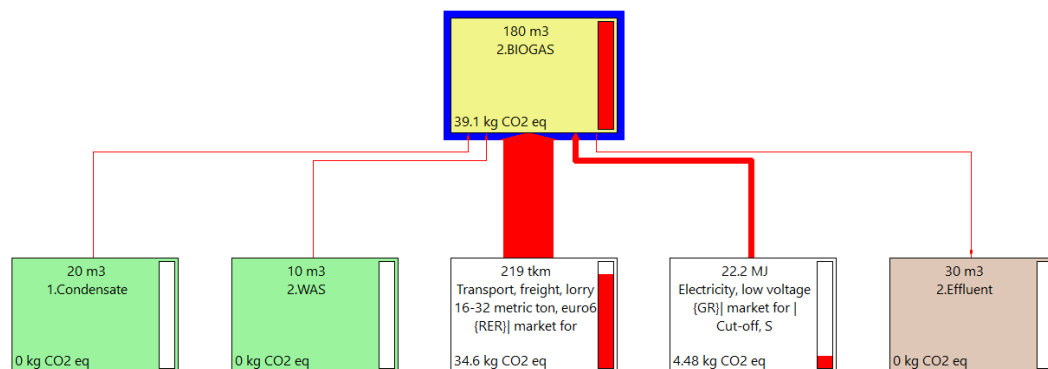 180 m3
2.BIOGAS
39.1 kg CO2 eq
20 m3
1.Condensate
0 kg CO2 eq
10 m3
2.WAS
0 kg CO2 eq
219 tkm
Transport, freight, lorry
16-32 metric ton, euro6
{RER}| market for
34.6 kg CO2 eq
22.2 MJ
Electricity, low voltage
{GR}| market for |
Cut-off, S
4.48 kg CO2 eq
30 m3
2.Effluent
0 kg CO2 eq